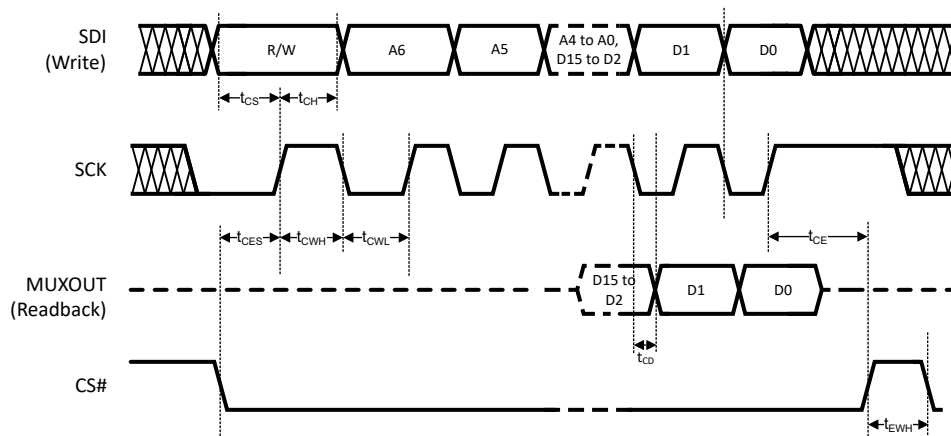 SDI
(Write)
R/W
A6
A5
A4 to A0,
D15 to D2
D1
D0
tCS
tCH
SCK
tCES
tCWH
tCWL
tCE
MUXOUT
(Readback)
D15 to
D2
D1
D0
tCD
CS#
tEWH